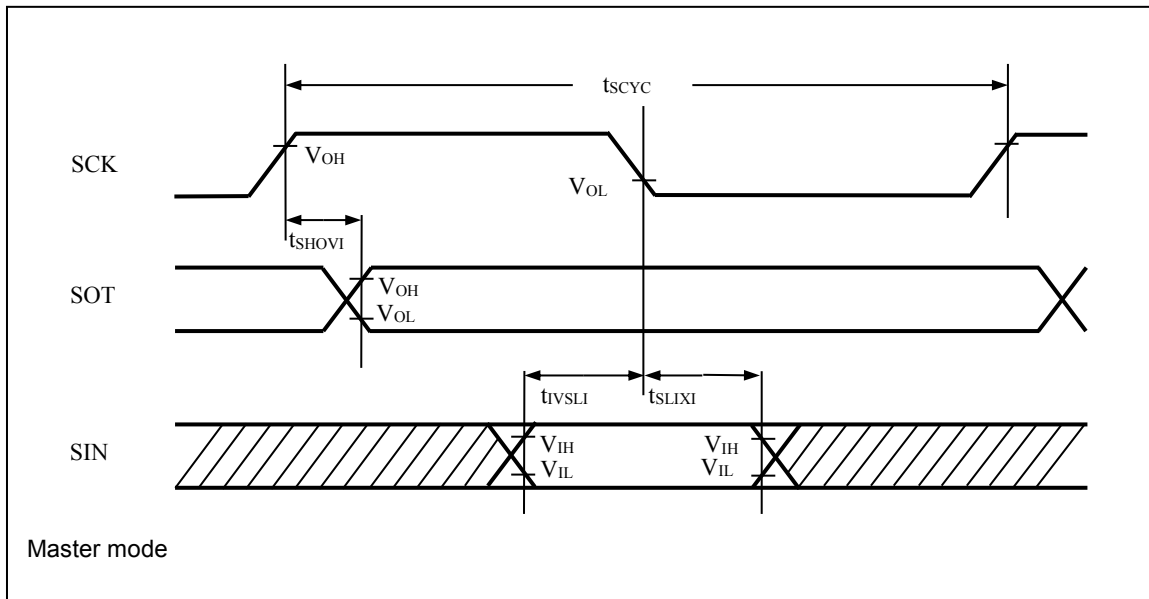 tSCYC
SCK
VOH
VOL
tSHOVI
SOT
VOH
VOL
tIVSLI
tSLIXI
SIN
VIH
VIH
VIL
VIL
Master mode